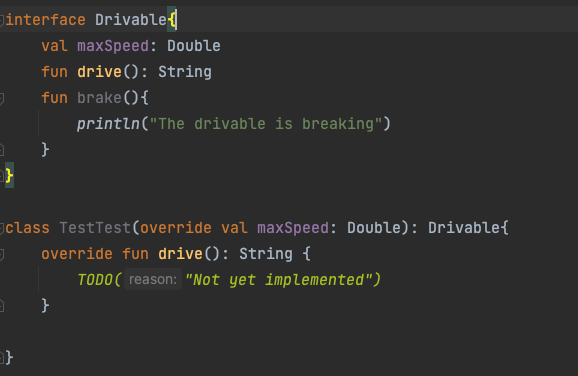 interface Drivable{
    val maxSpeed: Double
    fun drive(): String
    fun brake(){
        println("The drivable is breaking")
    }
}
class TestTest(override val maxSpeed: Double): Drivable{
    override fun drive(): String {
        TODO( reason: "Not yet implemented")
    }
}